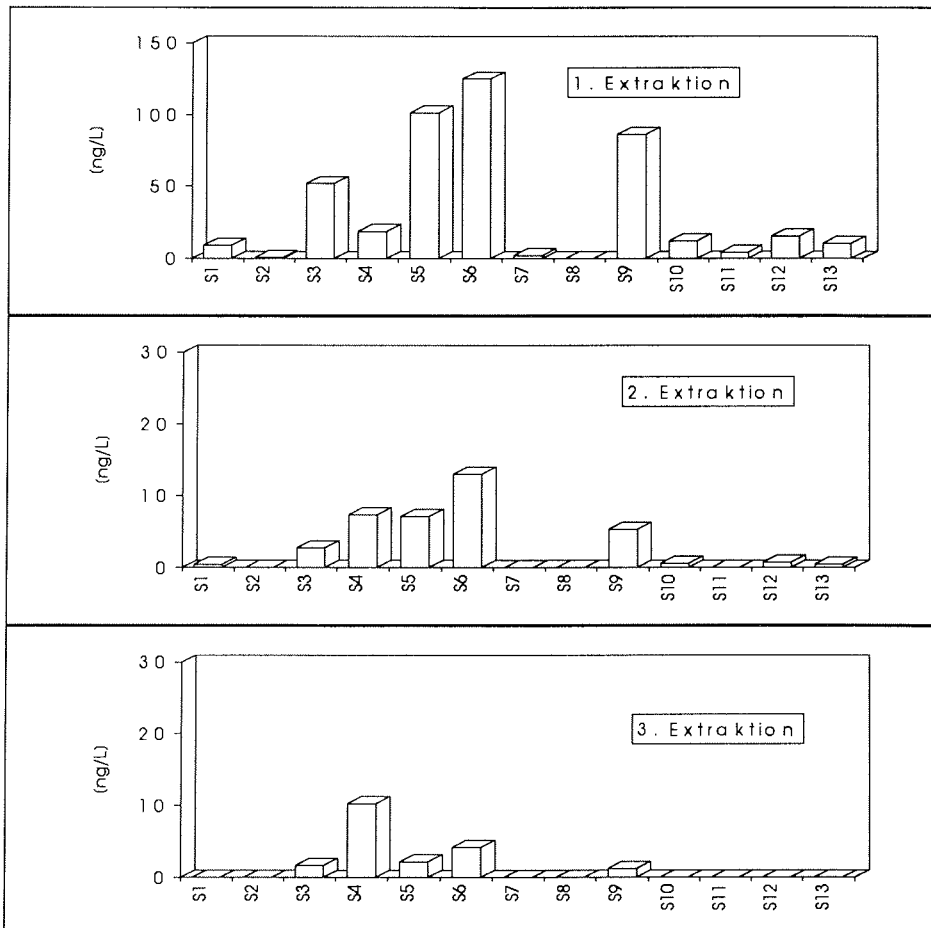 150
1. Extraktion
100
(ng/L)
50
0
S1 S2 S3 S4 S5 S6 S7 S8 S9 S10 S11 S12 S13
30
2. Extraktion
20
(ng/L)
10
0
S1 S2 S3 S4 S5 S6 S7 S8 S9 S10 S11 S12 S13
30
3. Extraktion
20
(ng/L)
10
0
S1 S2 S3 S4 S5 S6 S7 S8 S9 S10 S11 S12 S13